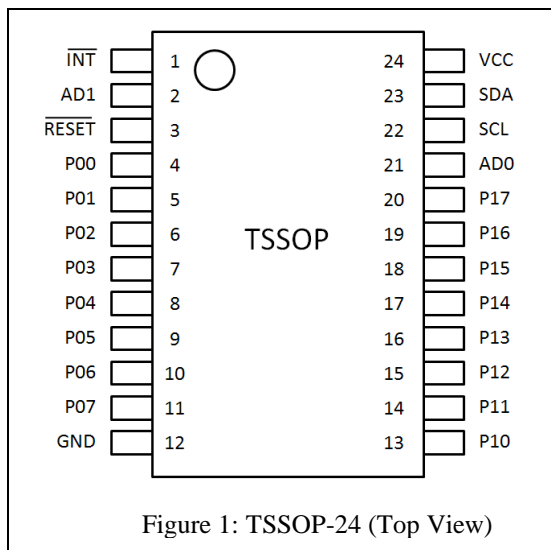 I̅N̅T̅ 1 24 VCC
AD1 2 23 SDA
R̅E̅S̅E̅T̅ 3 22 SCL
P00 4 21 AD0
P01 5 20 P17
P02 6 19 P16
P03 7 TSSOP 18 P15
P04 8 17 P14
P05 9 16 P13
P06 10 15 P12
P07 11 14 P11
GND 12 13 P10
Figure 1: TSSOP-24 (Top View)